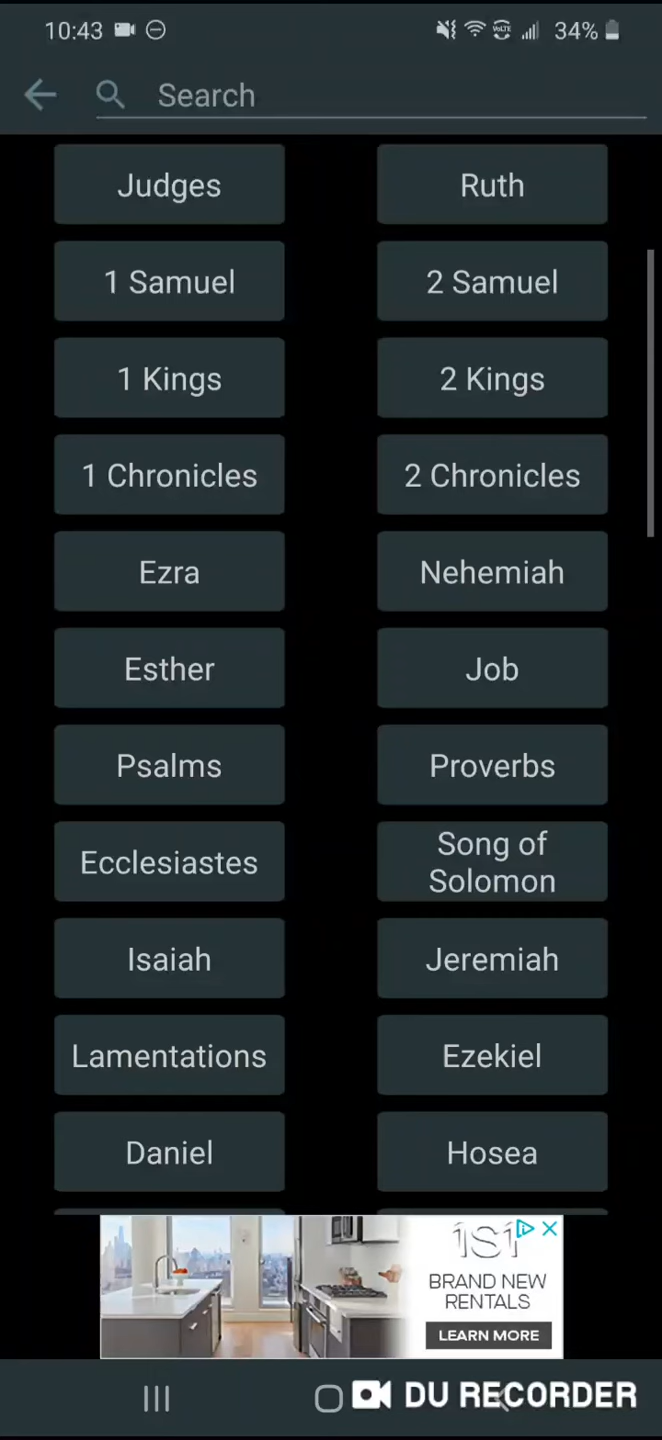 10:43
VoLTE
34%
Search
Judges
Ruth
1 Samuel
2 Samuel
1 Kings
2 Kings
1 Chronicles
2 Chronicles
Ezra
Nehemiah
Esther
Job
Psalms
Proverbs
Ecclesiastes
Song of
Solomon
Isaiah
Jeremiah
Lamentations
Ezekiel
Daniel
Hosea
1S1
BRAND NEW
RENTALS
LEARN MORE
DU RECORDER